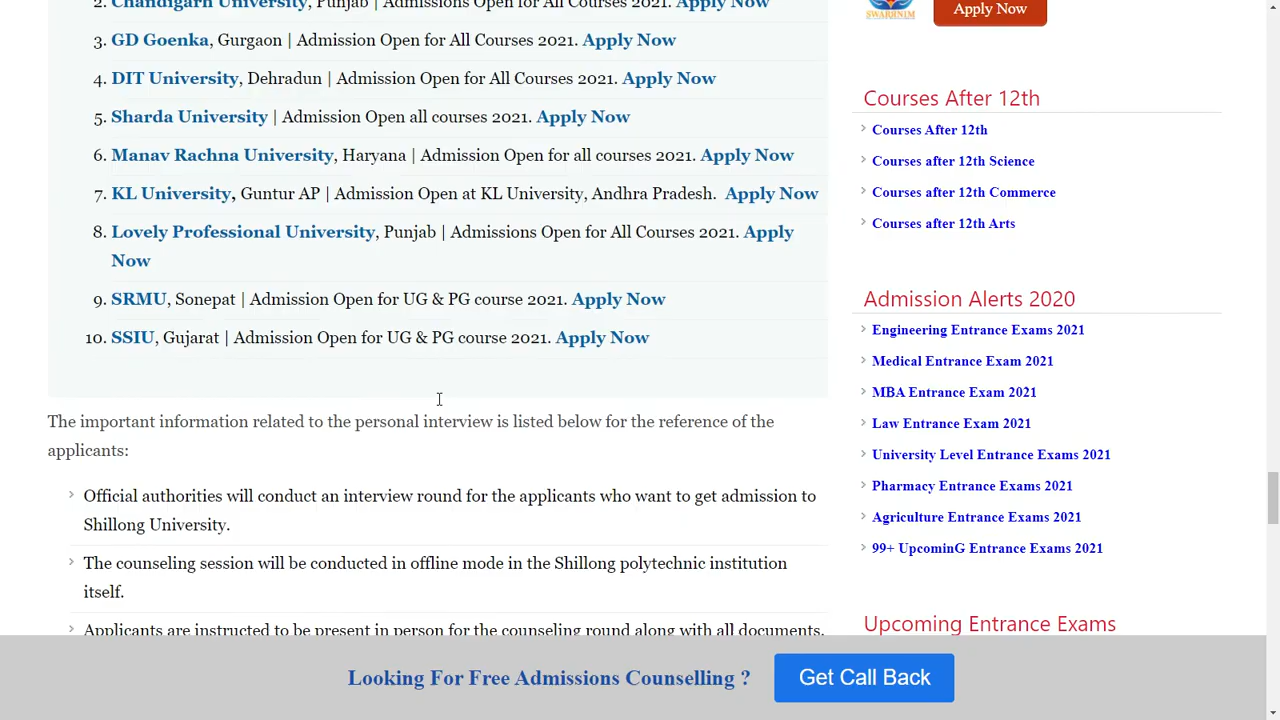 2. Chandigarh University, Punjab | Admission Open for All Courses 2021. Apply Now
3. GD Goenka, Gurgaon | Admission Open for All Courses 2021. Apply Now
4. DIT University, Dehradun | Admission Open for All Courses 2021. Apply Now
5. Sharda University | Admission Open all courses 2021. Apply Now
6. Manav Rachna University, Haryana | Admission Open for all courses 2021. Apply Now
7. KL University, Guntur AP | Admission Open at KL University, Andhra Pradesh. Apply Now
8. Lovely Professional University, Punjab | Admissions Open for All Courses 2021. Apply
Now
9. SRMU, Sonepat | Admission Open for UG & PG course 2021. Apply Now
10. SSIU, Gujarat | Admission Open for UG & PG course 2021. Apply Now
The important information related to the personal interview is listed below for the reference of the
applicants:
Official authorities will conduct an interview round for the applicants who want to get admission to
Shillong University.
The counseling session will be conducted in offline mode in the Shillong polytechnic institution
itself.
Applicants are instructed to be present in person for the counseling round along with all documents.
SWARRNIM
Apply Now
Courses After 12th
Courses After 12th
Courses after 12th Science
Courses after 12th Commerce
Courses after 12th Arts
Admission Alerts 2020
Engineering Entrance Exams 2021
Medical Entrance Exam 2021
MBA Entrance Exam 2021
Law Entrance Exam 2021
University Level Entrance Exams 2021
Pharmacy Entrance Exams 2021
Agriculture Entrance Exams 2021
99+ UpcominG Entrance Exams 2021
Upcoming Entrance Exams
Looking For Free Admissions Counselling ?
Get Call Back